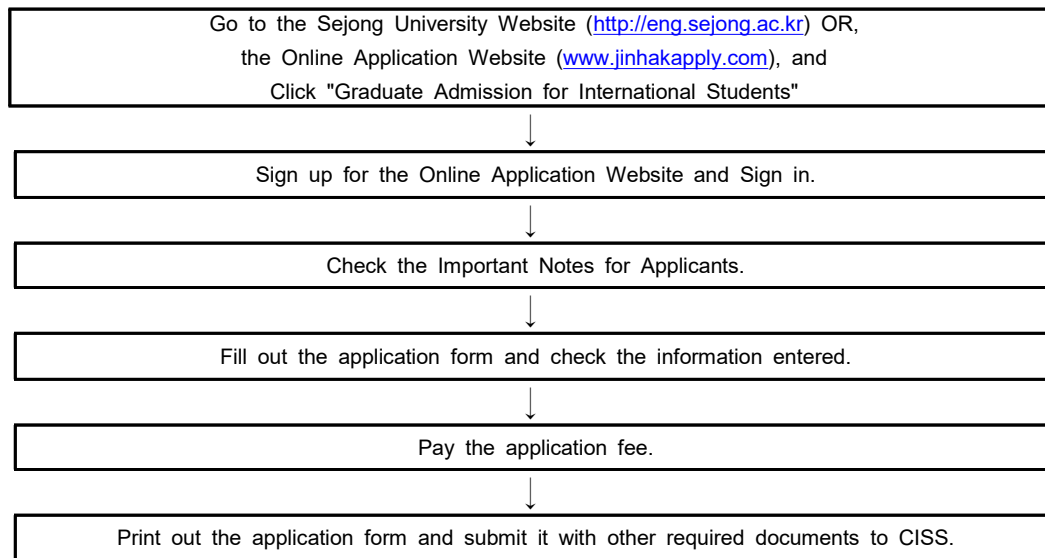 Go to the Sejong University Website (http://eng.sejong.ac.kr) OR,
the Online Application Website (www.jinhakapply.com), and
Click "Graduate Admission for International Students"
↓
Sign up for the Online Application Website and Sign in.
↓
Check the Important Notes for Applicants.
↓
Fill out the application form and check the information entered.
↓
Pay the application fee.
↓
Print out the application form and submit it with other required documents to CISS.